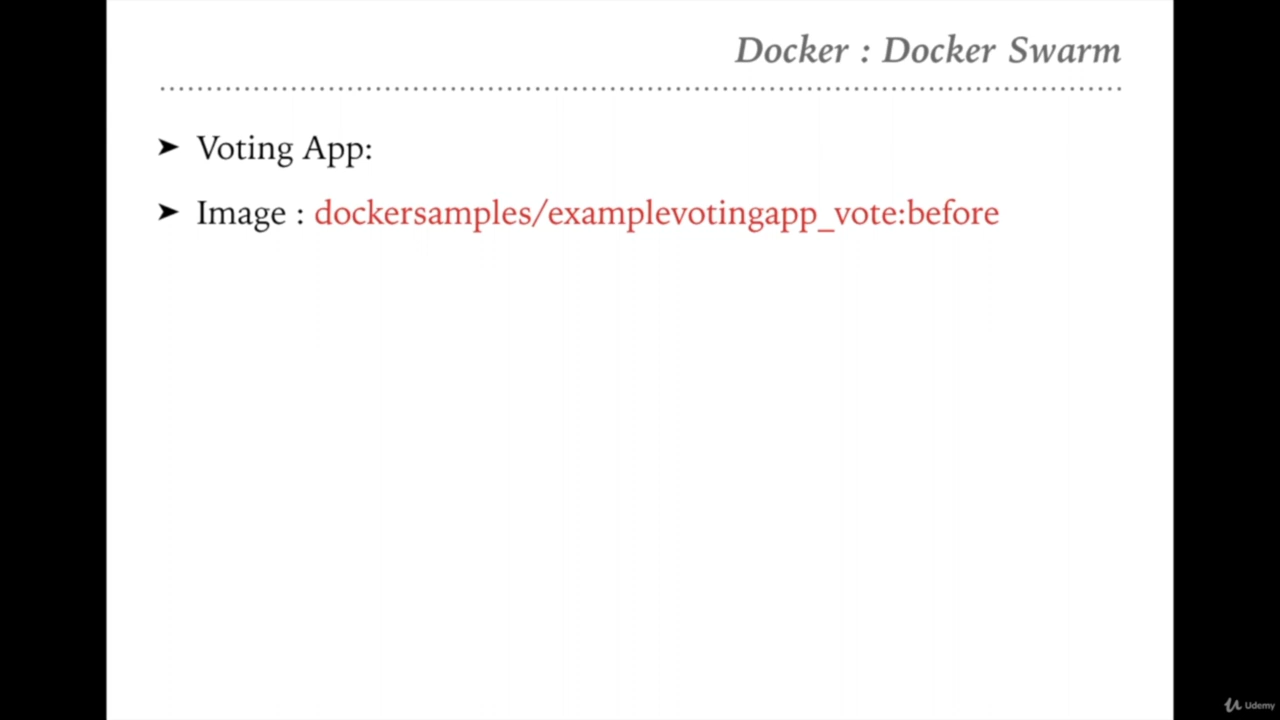 Docker : Docker Swarm
➤ Voting App:
➤ Image : dockersamples/examplevotingapp_vote:before
Udemy